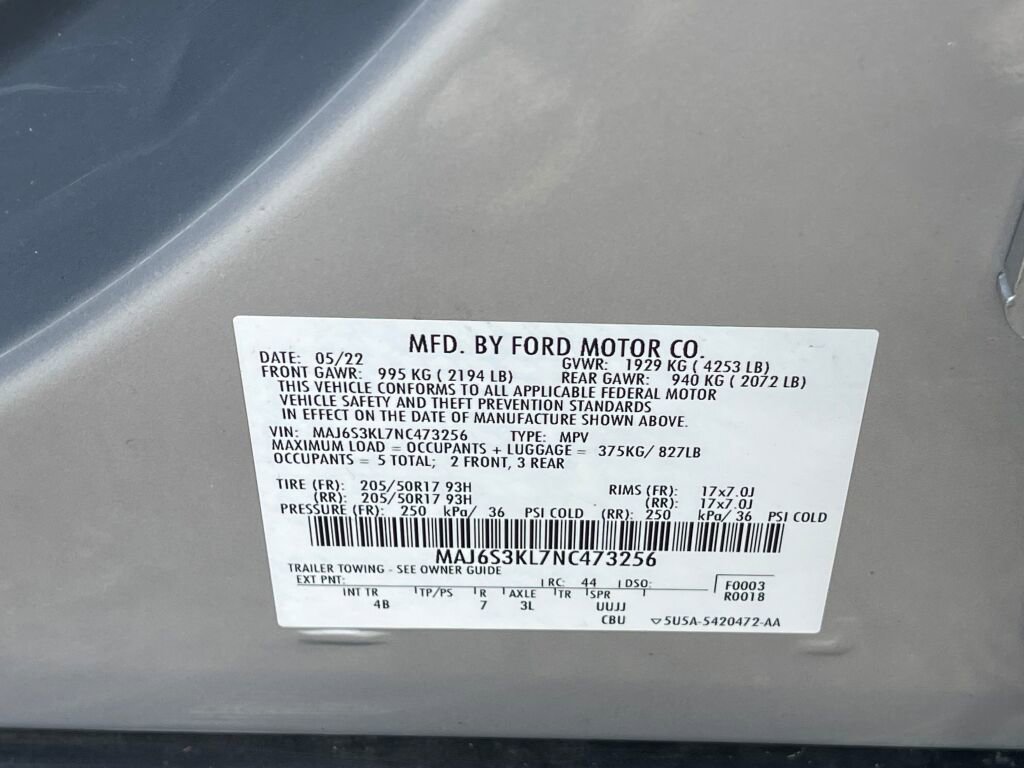 MFD. BY FORD MOTOR CO.
DATE: 05/22 GVWR: 1929 KG ( 4253 LB)
FRONT GAWR: 995 KG ( 2194 LB) REAR GAWR: 940 KG ( 2072 LB)
THIS VEHICLE CONFORMS TO ALL APPLICABLE FEDERAL MOTOR
VEHICLE SAFETY AND THEFT PREVENTION STANDARDS
IN EFFECT ON THE DATE OF MANUFACTURE SHOWN ABOVE.
VIN: MAJ6S3KL7NC473256 TYPE: MPV
MAXIMUM LOAD = OCCUPANTS + LUGGAGE = 375KG/ 827LB
OCCUPANTS = 5 TOTAL; 2 FRONT, 3 REAR
TIRE (FR): 205/50R17 93H RIMS (FR): 17x7.0J
(RR): 205/50R17 93H (RR): 17x7.0J
PRESSURE (FR): 250 kPa/ 36 PSI COLD (RR): 250 kPa/ 36 PSI COLD
MAJ6S3KL7NC473256
TRAILER TOWING - SEE OWNER GUIDE
EXT PNT: RC: 44 DSO: F0003
INT TR TP/PS R AXLE TR SPR R0018
4B 7 3L UUJJ
CBU 5U5A-5420472-AA